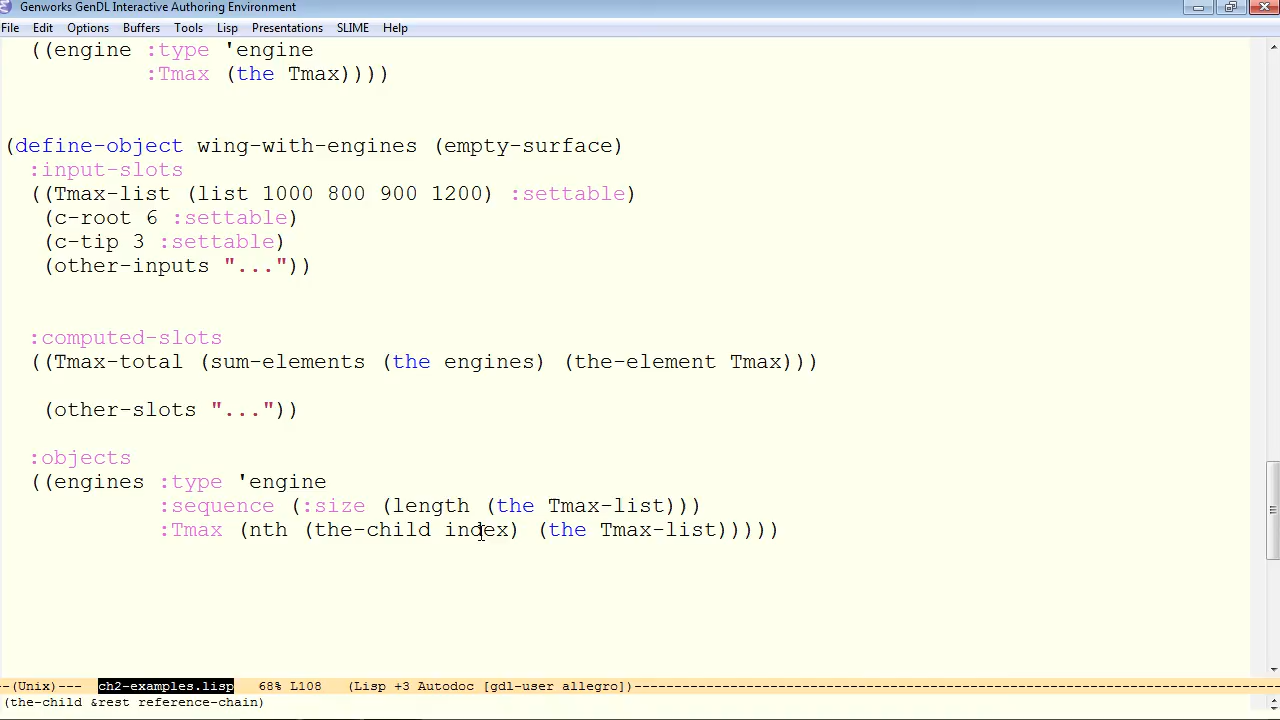 Genworks GenDL Interactive Authoring Environment
File Edit Options Buffers Tools Lisp Presentations SLIME Help
((engine :type 'engine
:Tmax (the Tmax))))
(define-object wing-with-engines (empty-surface)
:input-slots
((Tmax-list (list 1000 800 900 1200) :settable)
(c-root 6 :settable)
(c-tip 3 :settable)
(other-inputs "..."))
:computed-slots
((Tmax-total (sum-elements (the engines) (the-element Tmax)))
(other-slots "..."))
:objects
((engines :type 'engine
:sequence (:size (length (the Tmax-list)))
:Tmax (nth (the-child index) (the Tmax-list)))))
--(Unix)--- ch2-examples.lisp 68% L108 (Lisp +3 Autodoc [gdl-user allegro])-----------------------------------------------------
(the-child &rest reference-chain)